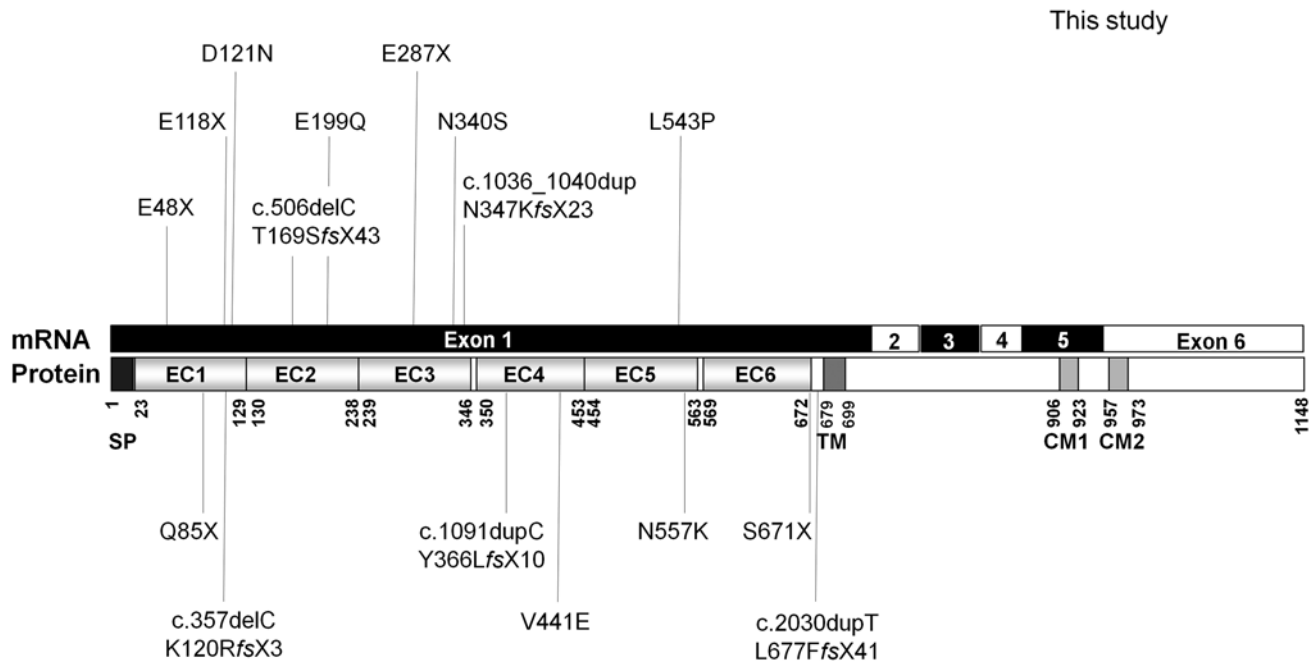 This study
D121N
E287X
E118X
E199Q
N340S
L543P
E48X
c.506delC
T169SfsX43
c.1036_1040dup
N347KfsX23
mRNA
Exon 1
2
3
4
5
Exon 6
Protein
EC1
EC2
EC3
EC4
EC5
EC6
1
23
129
130
238
239
346
350
453
454
563
569
672
679
699
906
923
957
973
1148
SP
TM
CM1
CM2
Q85X
c.1091dupC
Y366LfsX10
N557K
S671X
c.357delC
K120RfsX3
V441E
c.2030dupT
L677FfsX41